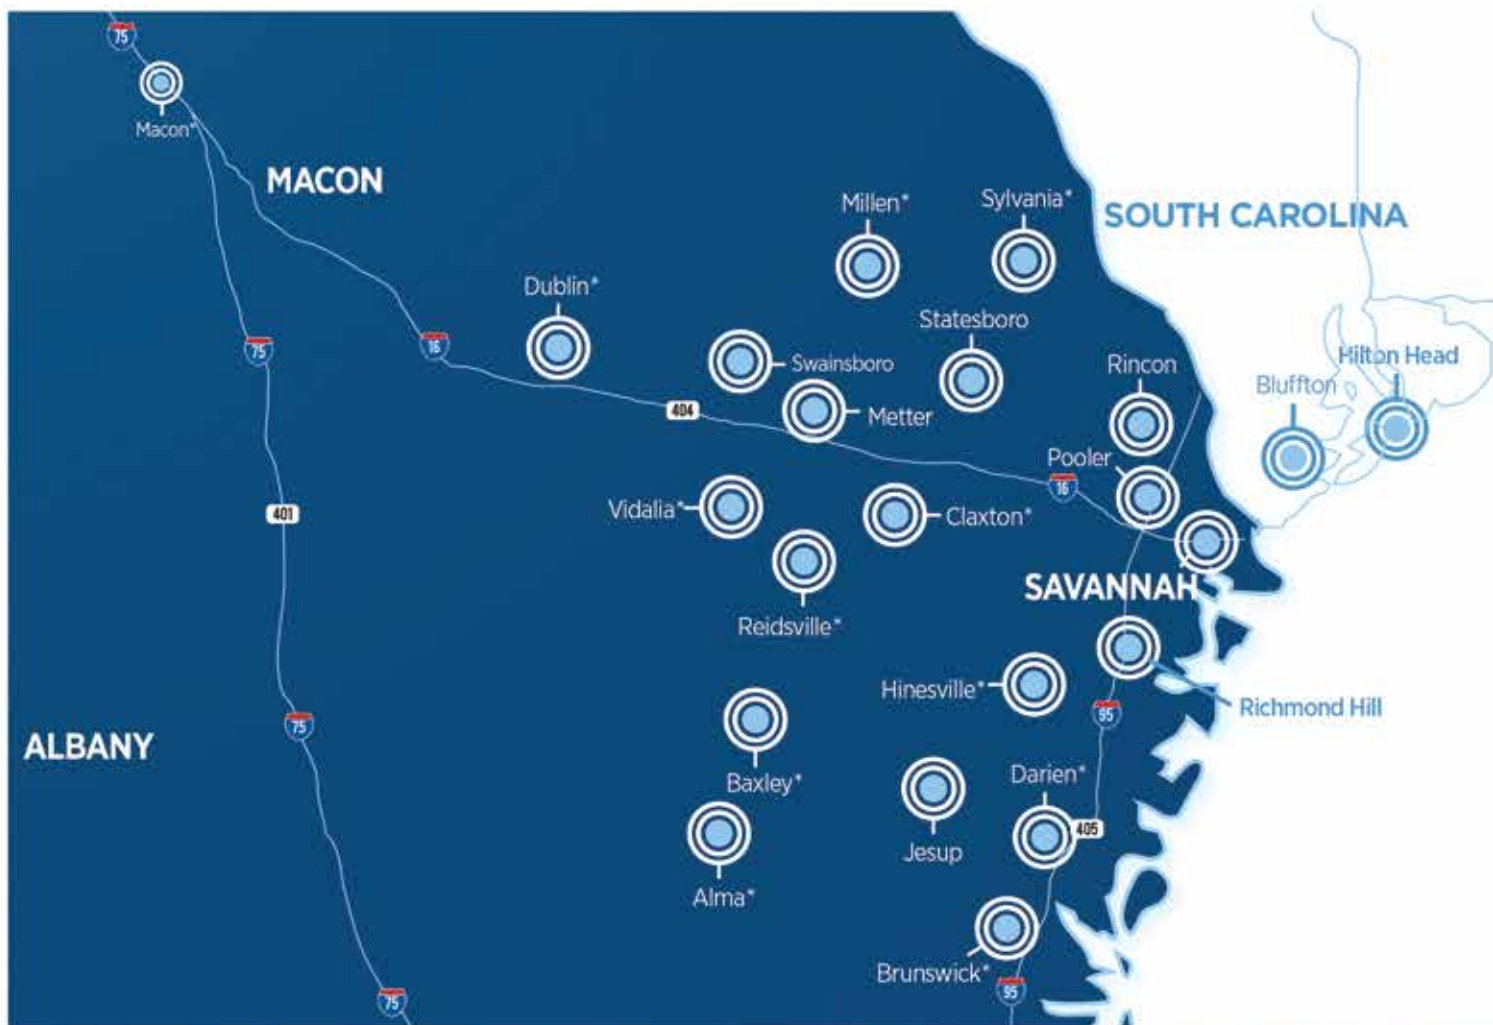 75
Macon*
MACON
Millen*
Sylvania*
SOUTH CAROLINA
Dublin*
Statesboro
75
16
Swainsboro
Rincon
Hilton Head
Bluffton
404
Metter
Pooler
16
Vidalia*
Claxton*
401
SAVANNAH
Reidsville*
Hinesville*
Richmond Hill
95
75
ALBANY
Baxley*
Darien*
405
Jesup
Alma*
Brunswick*
95
75